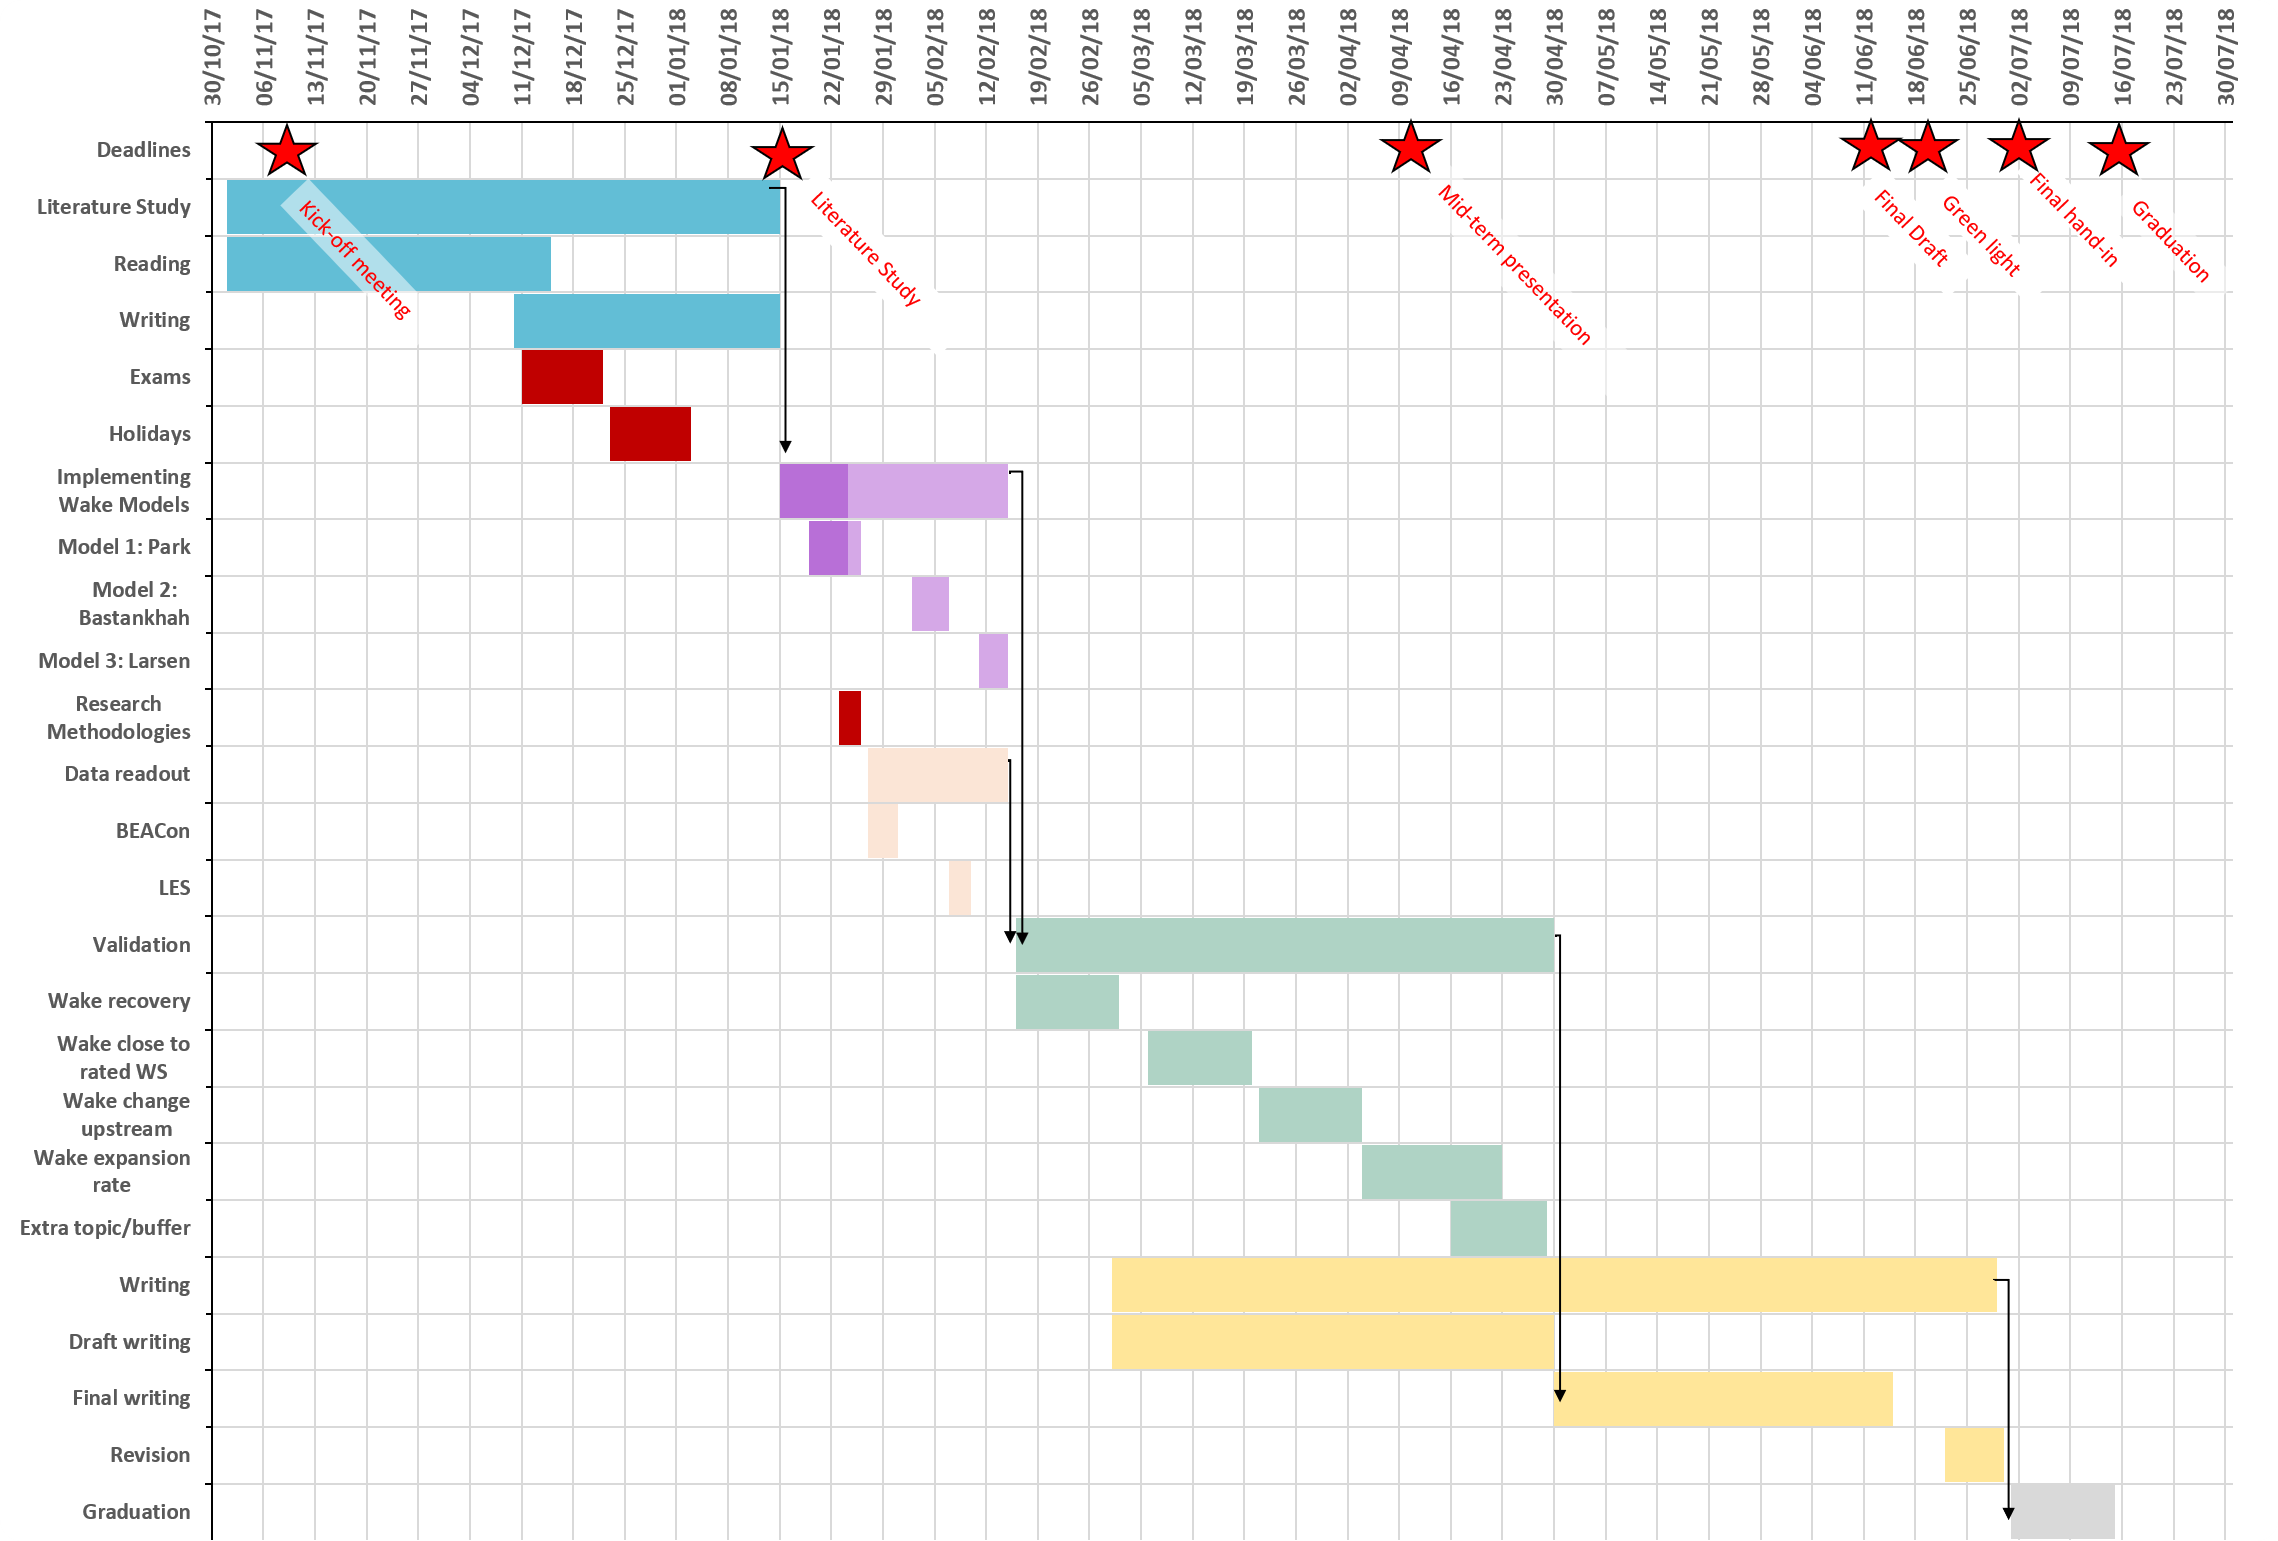 30/10/17
06/11/17
13/11/17
20/11/17
27/11/17
04/12/17
11/12/17
18/12/17
25/12/17
01/01/18
08/01/18
15/01/18
22/01/18
29/01/18
05/02/18
12/02/18
19/02/18
26/02/18
05/03/18
12/03/18
19/03/18
26/03/18
02/04/18
09/04/18
16/04/18
23/04/18
30/04/18
07/05/18
14/05/18
21/05/18
28/05/18
04/06/18
11/06/18
18/06/18
25/06/18
02/07/18
09/07/18
16/07/18
23/07/18
30/07/18
Deadlines
Kick-off meeting
Literature Study
Mid-term presentation
Final Draft
Green light
Final hand-in
Graduation
Literature Study
Reading
Writing
Exams
Holidays
Implementing
Wake Models
Model 1: Park
Model 2:
Bastankhah
Model 3: Larsen
Research
Methodologies
Data readout
BEACon
LES
Validation
Wake recovery
Wake close to
rated WS
Wake change
upstream
Wake expansion
rate
Extra topic/buffer
Writing
Draft writing
Final writing
Revision
Graduation